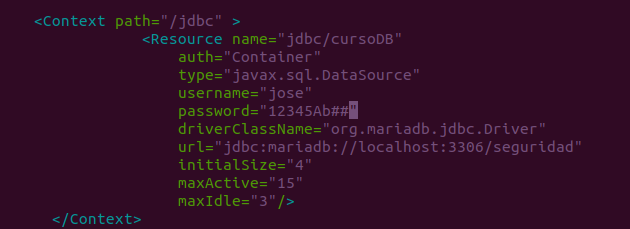 <Context path="/jdbc" >
<Resource name="jdbc/cursoDB"
auth="Container"
type="javax.sql.DataSource"
username="jose"
password="12345Ab##"
driverClassName="org.mariadb.jdbc.Driver"
url="jdbc:mariadb://localhost:3306/seguridad"
initialSize="4"
maxActive="15"
maxIdle="3"/>
</Context>